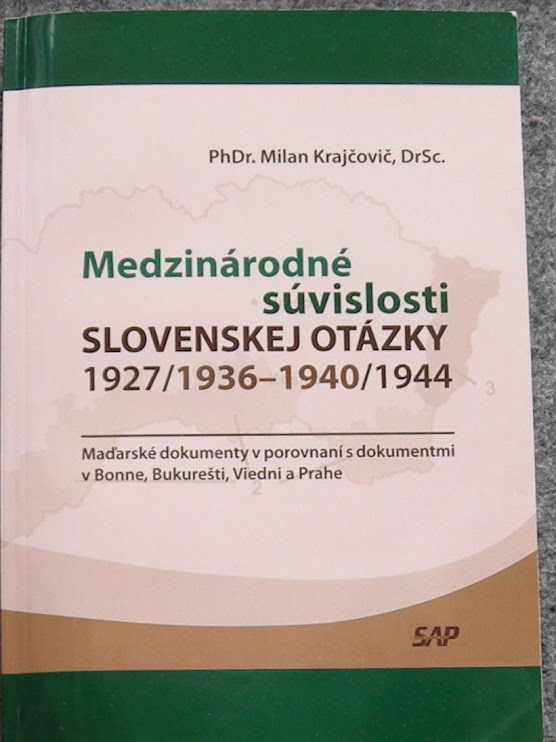 PhDr. Milan Krajčovič, DrSc.
Medzinárodné
súvislosti
SLOVENSKEJ OTÁZKY
1927/1936–1940/1944
3
Maďarské dokumenty v porovnaní s dokumentmi
v Bonne, Bukurešti, Viedni a Prahe
2
SAP